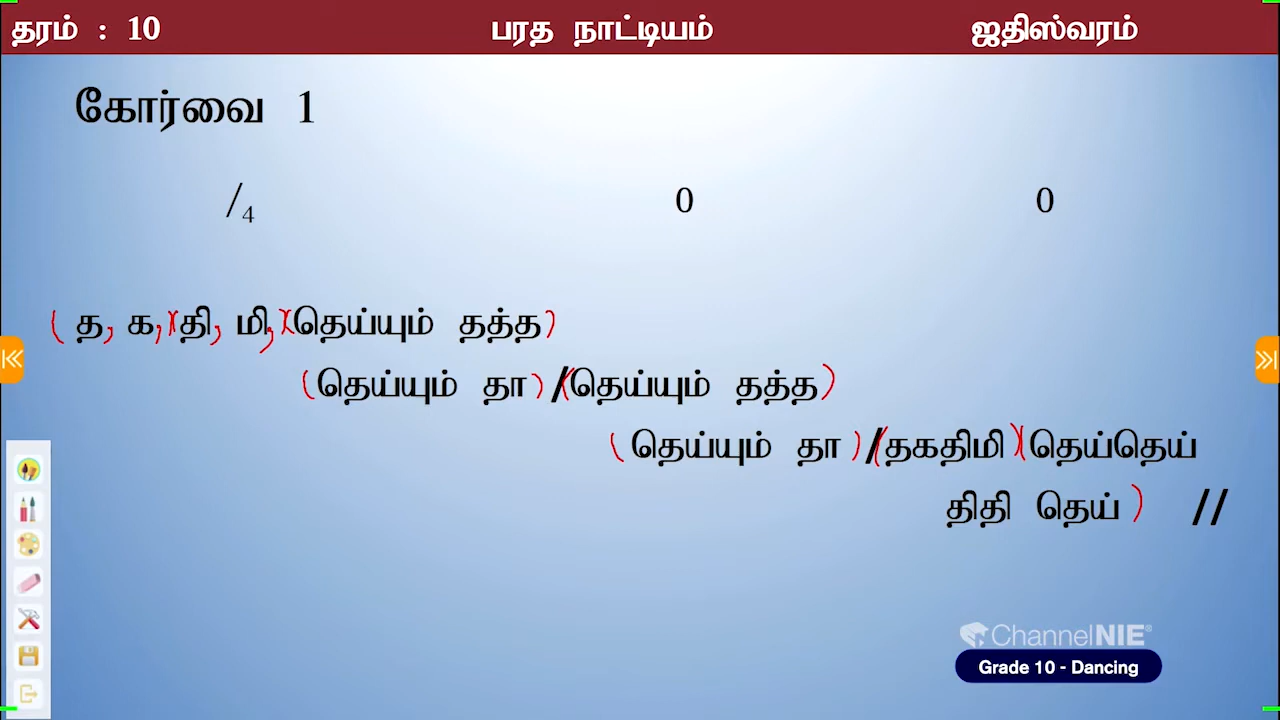 தரம் : 10 பரத நாட்டியம் ஜதிஸ்வரம்
கோர்வை 1
/4 0 0
( த, க,)(தி, மி,)(தெய்யும் தத்த)
(தெய்யும் தா) /(தெய்யும் தத்த)
(தெய்யும் தா) /(தகதிமி)(தெய்தெய்
திதி தெய்) //
ChannelNIE®
Grade 10 - Dancing